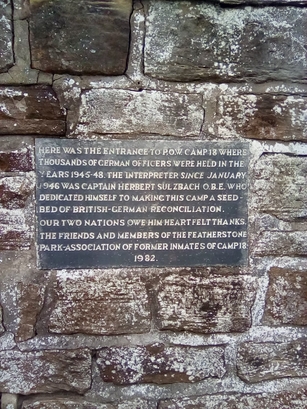 HERE WAS THE ENTRANCE TO P.O.W. CAMP 18 WHERE
THOUSANDS OF GERMAN OFFICERS WERE HELD IN THE
YEARS 1945-48. THE INTERPRETER SINCE JANUARY
1946 WAS CAPTAIN HERBERT SULZBACH O.B.E. WHO
DEDICATED HIMSELF TO MAKING THIS CAMP A SEED-
BED OF BRITISH-GERMAN RECONCILIATION.
OUR TWO NATIONS OWE HIM HEARTFELT THANKS.
THE FRIENDS AND MEMBERS OF THE FEATHERSTONE
PARK-ASSOCIATION OF FORMER INMATES OF CAMP 18
1982.